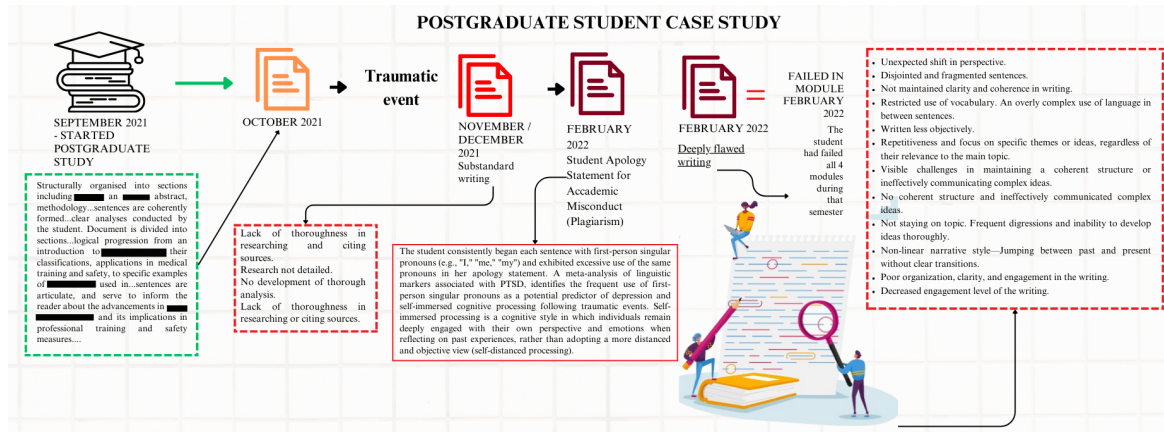 POSTGRADUATE STUDENT CASE STUDY
SEPTEMBER 2021
- STARTED
POSTGRADUATE
STUDY
Structurally organised into sections
including an abstract,
methodology...sentences are coherently
formed...clear analyses conducted by
the student. Document is divided into
sections...logical progression from an
introduction to their
classifications, applications in medical
training and safety, to specific examples
of used in...sentences are
articulate, and serve to inform the
reader about the advancements in
and its implications in
professional training and safety
measures....
OCTOBER 2021
Traumatic
event
NOVEMBER /
DECEMBER
2021
Substandard
writing
Lack of thoroughness in
researching and citing
sources.
Research not detailed.
No development of thorough
analysis.
Lack of thoroughness in
researching or citing sources.
FEBRUARY
2022
Student Apology
Statement for
Accademic
Misconduct
(Plagiarism)
The student consistently began each sentence with first-person singular
pronouns (e.g., "I," "me," "my") and exhibited excessive use of the same
pronouns in her apology statement. A meta-analysis of linguistic
markers associated with PTSD, identifies the frequent use of first-
person singular pronouns as a potential predictor of depression and
self-immersed cognitive processing following traumatic events. Self-
immersed processing is a cognitive style in which individuals remain
deeply engaged with their own perspective and emotions when
reflecting on past experiences, rather than adopting a more distanced
and objective view (self-distanced processing).
FEBRUARY 2022
Deeply flawed
writing
=
FAILED IN
MODULE
FEBRUARY
2022
The
student
had failed
all 4
modules
during
that
semester
• Unexpected shift in perspective.
• Disjointed and fragmented sentences.
• Not maintained clarity and coherence in writing.
• Restricted use of vocabulary. An overly complex use of language in
between sentences.
• Written less objectively.
• Repetitiveness and focus on specific themes or ideas, regardless of
their relevance to the main topic.
• Visible challenges in maintaining a coherent structure or
ineffectively communicating complex ideas.
• No coherent structure and ineffectively communicated complex
ideas.
• Not staying on topic. Frequent digressions and inability to develop
ideas thoroughly.
• Non-linear narrative style—Jumping between past and present
without clear transitions.
• Poor organization, clarity, and engagement in the writing.
• Decreased engagement level of the writing.